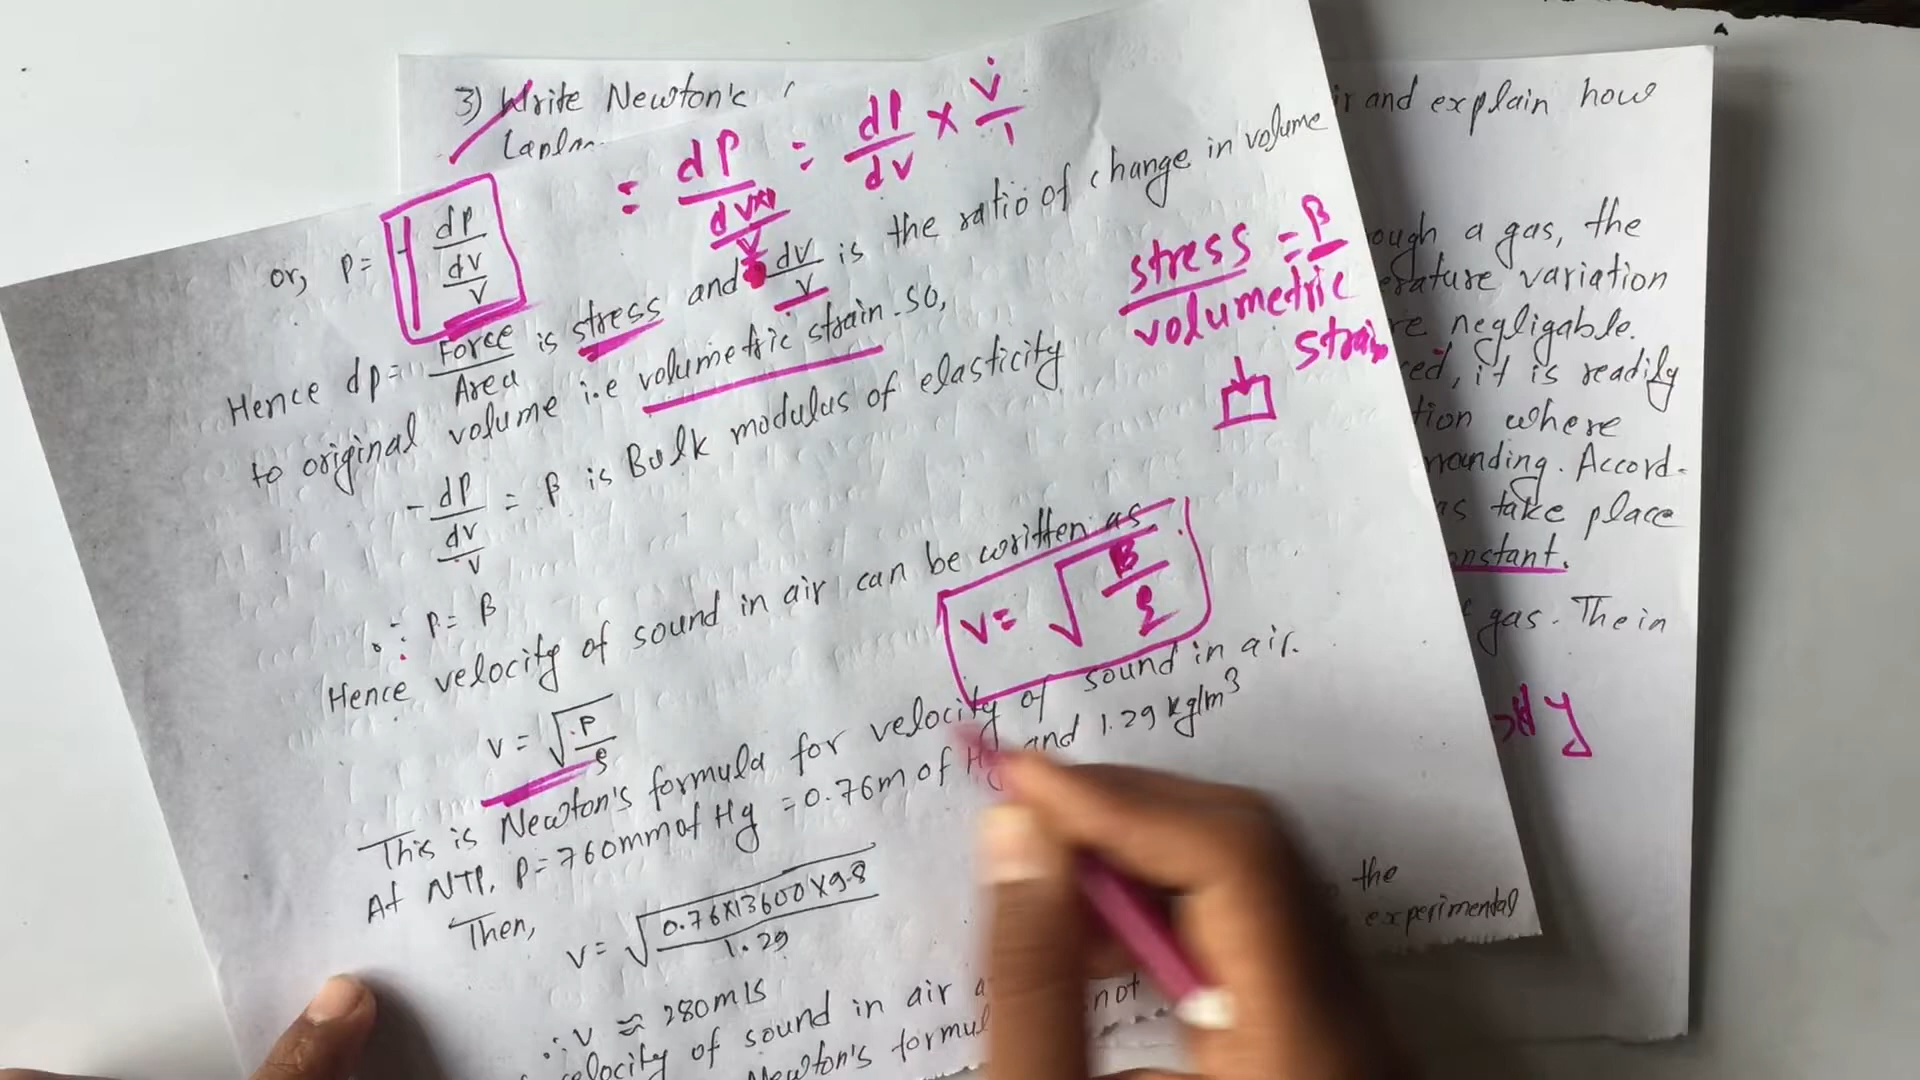 3) Write Newton's
ir and explain how
= dP / dV×1 / V = dP / dV × V / 1
or, P = - dP / dV / V
Hence dp = Force / Area is stress and dV / V is the ratio of change in volume
to original volume i.e volumetric strain. so,
stress / volumetric strain = β
- dP / dV / V = β is Bulk modulus of elasticity
∴ P = β
Hence velocity of sound in air can be written as
v = √ β / ρ
v = √ P / ρ
This is Newton's formula for velocity of sound in air.
At NTP, P = 760mm of Hg = 0.76m of Hg and 1.29 kg/m³
Then,
v = √ 0.76×13600×9.8 / 1.29
∴ v ≈ 280m/s
velocity of sound in air a not
Newton's formul
ough a gas, the
erature variation
re negligable.
ced, it is readily
tion where
rrounding. Accord-
as take place
onstant.
gas. The in
the
experimental